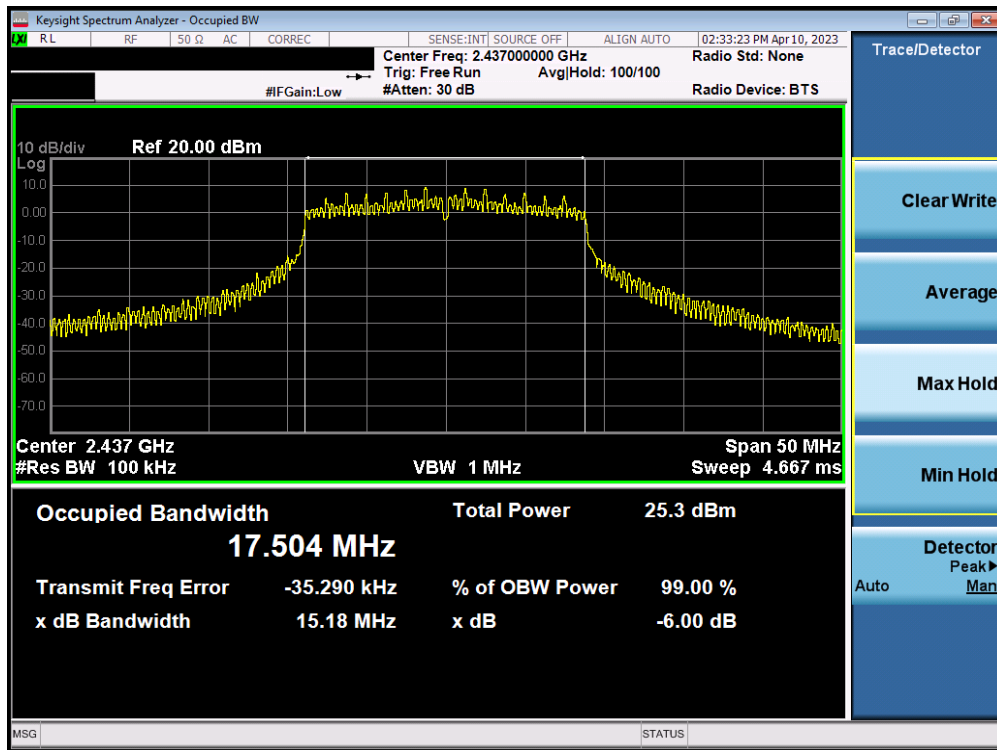 Keysight Spectrum Analyzer - Occupied BW
LXI RL RF 50 Ω AC CORREC SENSE:INT SOURCE OFF ALIGN AUTO 02:33:23 PM Apr 10, 2023
Center Freq: 2.437000000 GHz Radio Std: None
Trig: Free Run Avg|Hold: 100/100
#IFGain:Low #Atten: 30 dB Radio Device: BTS
Trace/Detector
10 dB/div Ref 20.00 dBm
Log
10.0
0.00
-10.0
-20.0
-30.0
-40.0
-50.0
-60.0
-70.0
Center 2.437 GHz Span 50 MHz
#Res BW 100 kHz VBW 1 MHz Sweep 4.667 ms
Occupied Bandwidth Total Power 25.3 dBm
17.504 MHz
Transmit Freq Error -35.290 kHz % of OBW Power 99.00 %
x dB Bandwidth 15.18 MHz x dB -6.00 dB
Clear Write
Average
Max Hold
Min Hold
Detector
Peak▶
Auto Man
MSG STATUS